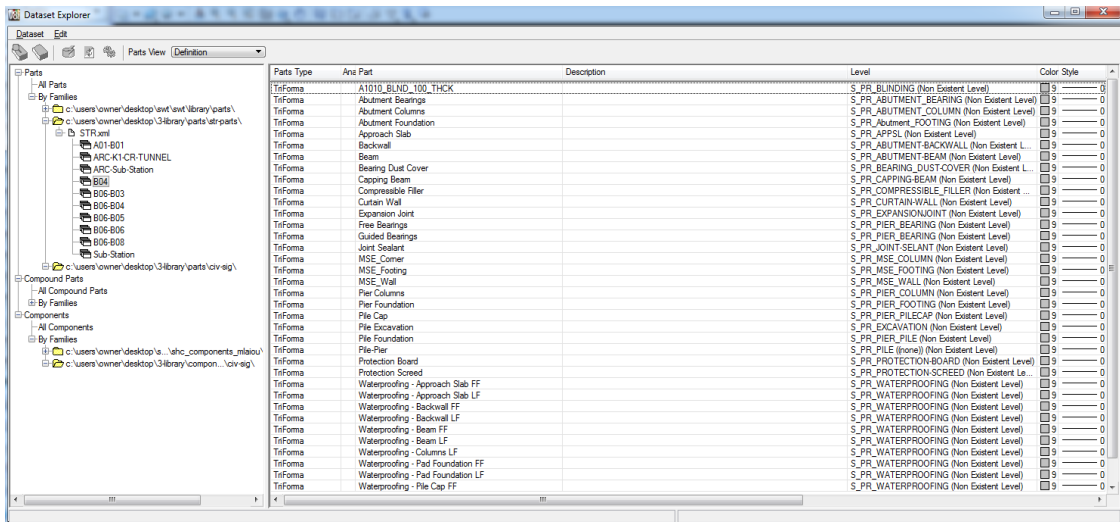 Dataset Explorer
Dataset Edit
Parts View Definition
Parts
All Parts
By Families
c:\users\owner\desktop\swt\swt\library\parts\
c:\users\owner\desktop\3-library\parts\str-parts\
STR.xml
A01-B01
ARC-K1-CR-TUNNEL
ARC-Sub-Station
B04
B06-B03
B06-B04
B06-B05
B06-B06
B06-B08
Sub-Station
c:\users\owner\desktop\3-library\parts\civ-sig\
Compound Parts
All Compound Parts
By Families
Components
All Components
By Families
c:\users\owner\desktop\s...\shc_components_mlaiou\
c:\users\owner\desktop\3-library\compon...\civ-sig\
Parts Type Ana Part Description Level Color Style
TriForma A1010_BLND_100_THCK S_PR_BLINDING (Non Existent Level) 9 0
TriForma Abutment Bearings S_PR_ABUTMENT_BEARING (Non Existent Level) 9 0
TriForma Abutment Columns S_PR_ABUTMENT_COLUMN (Non Existent Level) 9 0
TriForma Abutment Foundation S_PR_Abutment_FOOTING (Non Existent Level) 9 0
TriForma Approach Slab S_PR_APPSL (Non Existent Level) 9 0
TriForma Backwall S_PR_ABUTMENT-BACKWALL (Non Existent L... 9 0
TriForma Beam S_PR_ABUTMENT-BEAM (Non Existent Level) 9 0
TriForma Bearing Dust Cover S_PR_BEARING_DUST-COVER (Non Existent L... 9 0
TriForma Capping Beam S_PR_CAPPING-BEAM (Non Existent Level) 9 0
TriForma Compressible Filler S_PR_COMPRESSIBLE_FILLER (Non Existent ... 9 0
TriForma Curtain Wall S_PR_CURTAIN-WALL (Non Existent Level) 9 0
TriForma Expansion Joint S_PR_EXPANSIONJOINT (Non Existent Level) 9 0
TriForma Free Bearings S_PR_PIER_BEARING (Non Existent Level) 9 0
TriForma Guided Bearings S_PR_PIER_BEARING (Non Existent Level) 9 0
TriForma Joint Sealant S_PR_JOINT-SELANT (Non Existent Level) 9 0
TriForma MSE_Corner S_PR_MSE_COLUMN (Non Existent Level) 9 0
TriForma MSE_Footing S_PR_MSE_FOOTING (Non Existent Level) 9 0
TriForma MSE_Wall S_PR_MSE_WALL (Non Existent Level) 9 0
TriForma Pier Columns S_PR_PIER_COLUMN (Non Existent Level) 9 0
TriForma Pier Foundation S_PR_PIER_FOOTING (Non Existent Level) 9 0
TriForma Pile Cap S_PR_PIER_PILECAP (Non Existent Level) 9 0
TriForma Pile Excavation S_PR_EXCAVATION (Non Existent Level) 9 0
TriForma Pile Foundation S_PR_PIER_PILE (Non Existent Level) 9 0
TriForma Pile-Pier S_PR_PILE ((none)) (Non Existent Level) 9 0
TriForma Protection Board S_PR_PROTECTION-BOARD (Non Existent Level) 9 0
TriForma Protection Screed S_PR_PROTECTION-SCREED (Non Existent Le... 9 0
TriForma Waterproofing - Approach Slab FF S_PR_WATERPROOFING (Non Existent Level) 9 0
TriForma Waterproofing - Approach Slab LF S_PR_WATERPROOFING (Non Existent Level) 9 0
TriForma Waterproofing - Backwall FF S_PR_WATERPROOFING (Non Existent Level) 9 0
TriForma Waterproofing - Backwall LF S_PR_WATERPROOFING (Non Existent Level) 9 0
TriForma Waterproofing - Beam FF S_PR_WATERPROOFING (Non Existent Level) 9 0
TriForma Waterproofing - Beam LF S_PR_WATERPROOFING (Non Existent Level) 9 0
TriForma Waterproofing - Columns LF S_PR_WATERPROOFING (Non Existent Level) 9 0
TriForma Waterproofing - Pad Foundation FF S_PR_WATERPROOFING (Non Existent Level) 9 0
TriForma Waterproofing - Pad Foundation LF S_PR_WATERPROOFING (Non Existent Level) 9 0
TriForma Waterproofing - Pile Cap FF S_PR_WATERPROOFING (Non Existent Level) 9 0